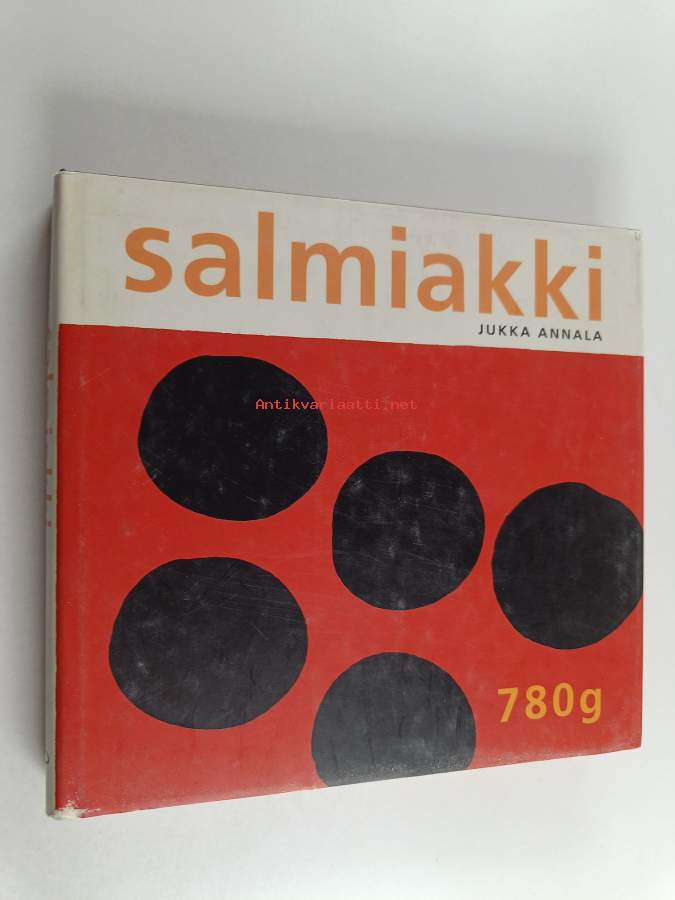 salmiakki
JUKKA ANNALA
Antikvariaatti.net
780g